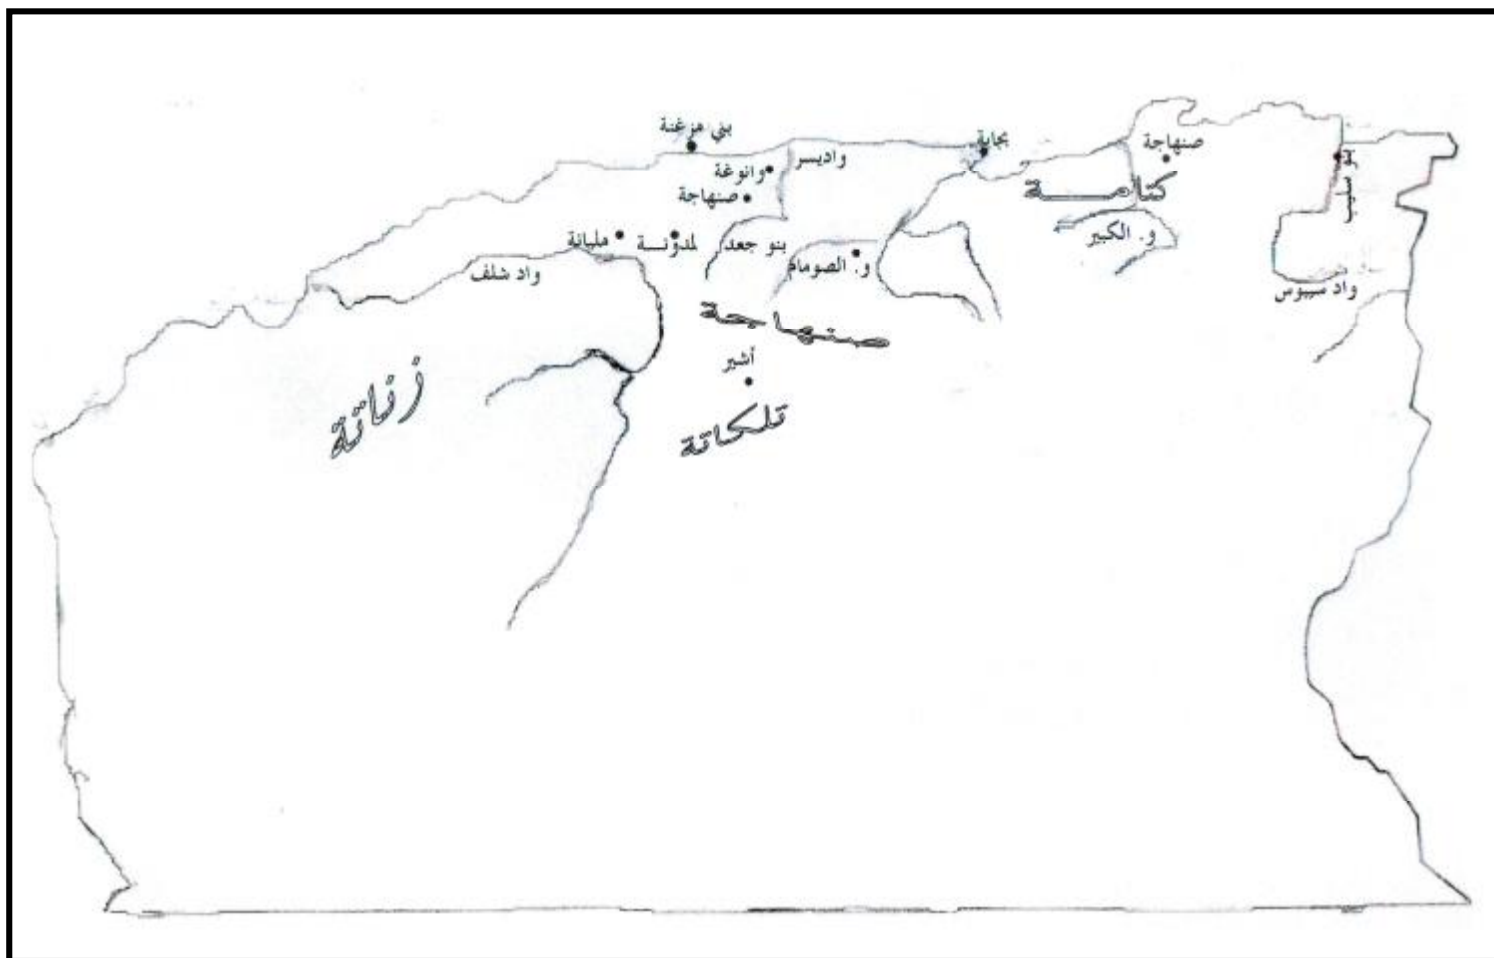 بني مزغنة
بجاية
صنهاجة
واديسر
وانوغة
صنهاجة
كتامة
و. الكبير
مليانة
لمدونة
بنو جعد
و. الصومام
واد شلف
واد سيبوس
صنهاجة
أشير
زناتة
تلكاتة